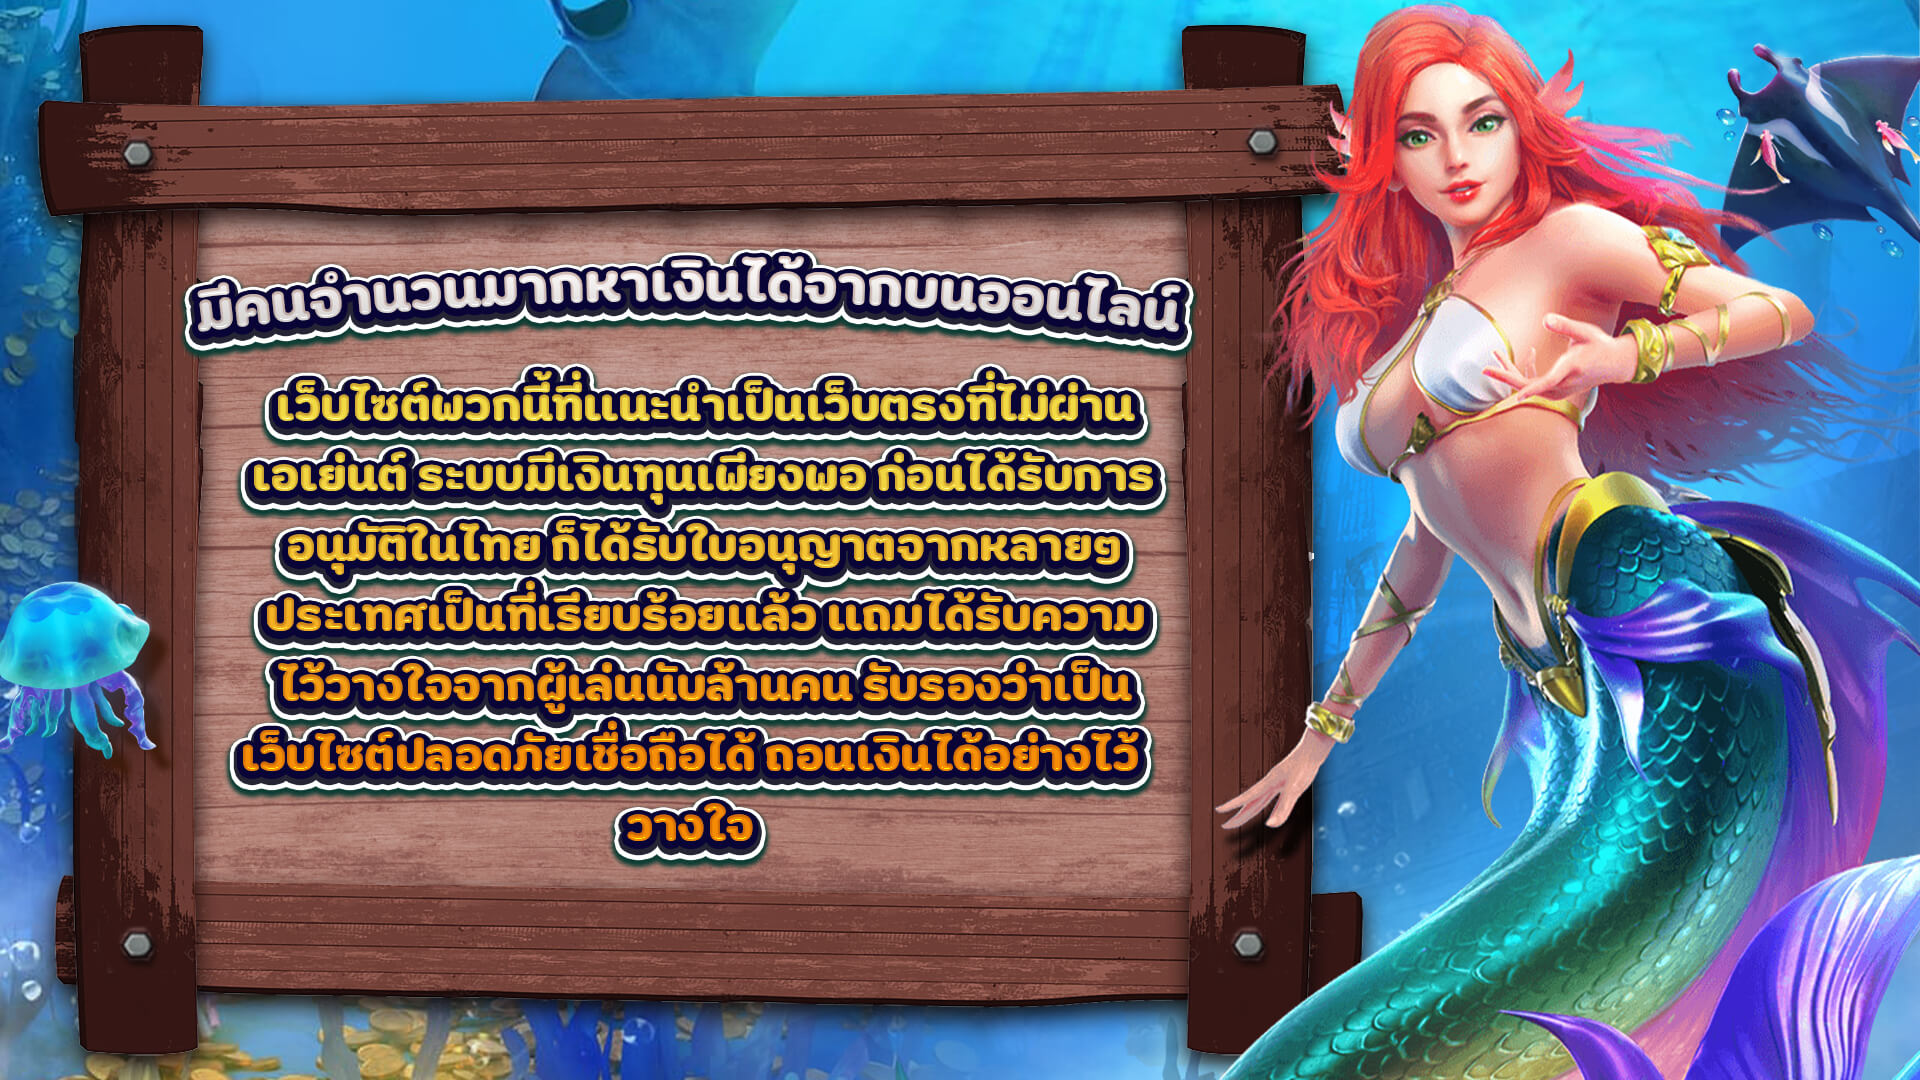 มีคนจำนวนมากหาเงินได้จากบนออนไลน์
เว็บไซต์พวกนี้ที่แนะนำเป็นเว็บตรงที่ไม่ผ่าน
เอเย่นต์ ระบบมีเงินทุนเพียงพอ ก่อนได้รับการ
อนุมัติในไทย ก็ได้รับใบอนุญาตจากหลายๆ
ประเทศเป็นที่เรียบร้อยแล้ว แถมได้รับความ
ไว้วางใจจากผู้เล่นนับล้านคน รับรองว่าเป็น
เว็บไซต์ปลอดภัยเชื่อถือได้ ถอนเงินได้อย่างไว้
วางใจ